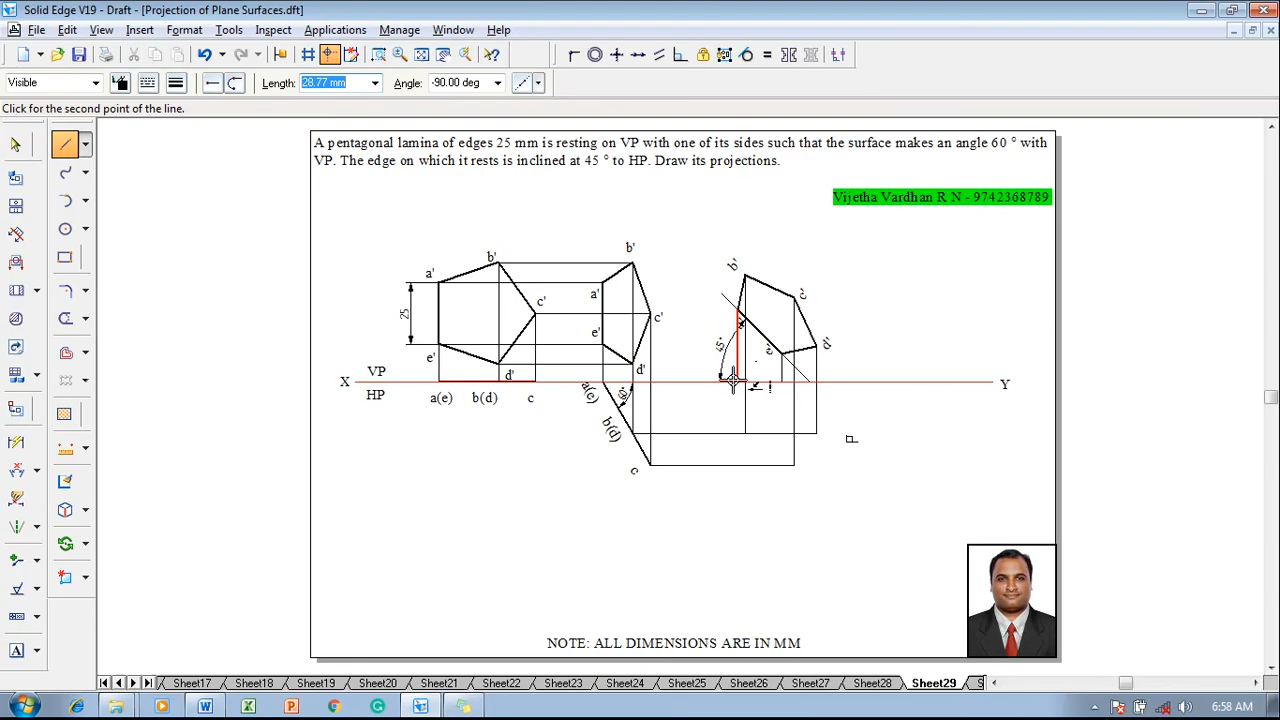 Solid Edge V19 - Draft - [Projection of Plane Surfaces.dft]
File Edit View Insert Format Tools Inspect Applications Manage Window Help
Visible Length: 28.77 mm Angle: -90.00 deg
Click for the second point of the line.
A pentagonal lamina of edges 25 mm is resting on VP with one of its sides such that the surface makes an angle 60 ° with
VP. The edge on which it rests is inclined at 45 ° to HP. Draw its projections.
Vijetha Vardhan R N - 9742368789
b' b' b'
a' a' c'
c' c'
25 e' 45° e' d'
e'
X VP d' d' Y
HP a(e) b(d) c a(e) 60°
b(d)
c
NOTE: ALL DIMENSIONS ARE IN MM
Sheet17 Sheet18 Sheet19 Sheet20 Sheet21 Sheet22 Sheet23 Sheet24 Sheet25 Sheet26 Sheet27 Sheet28 Sheet29 S
6:58 AM